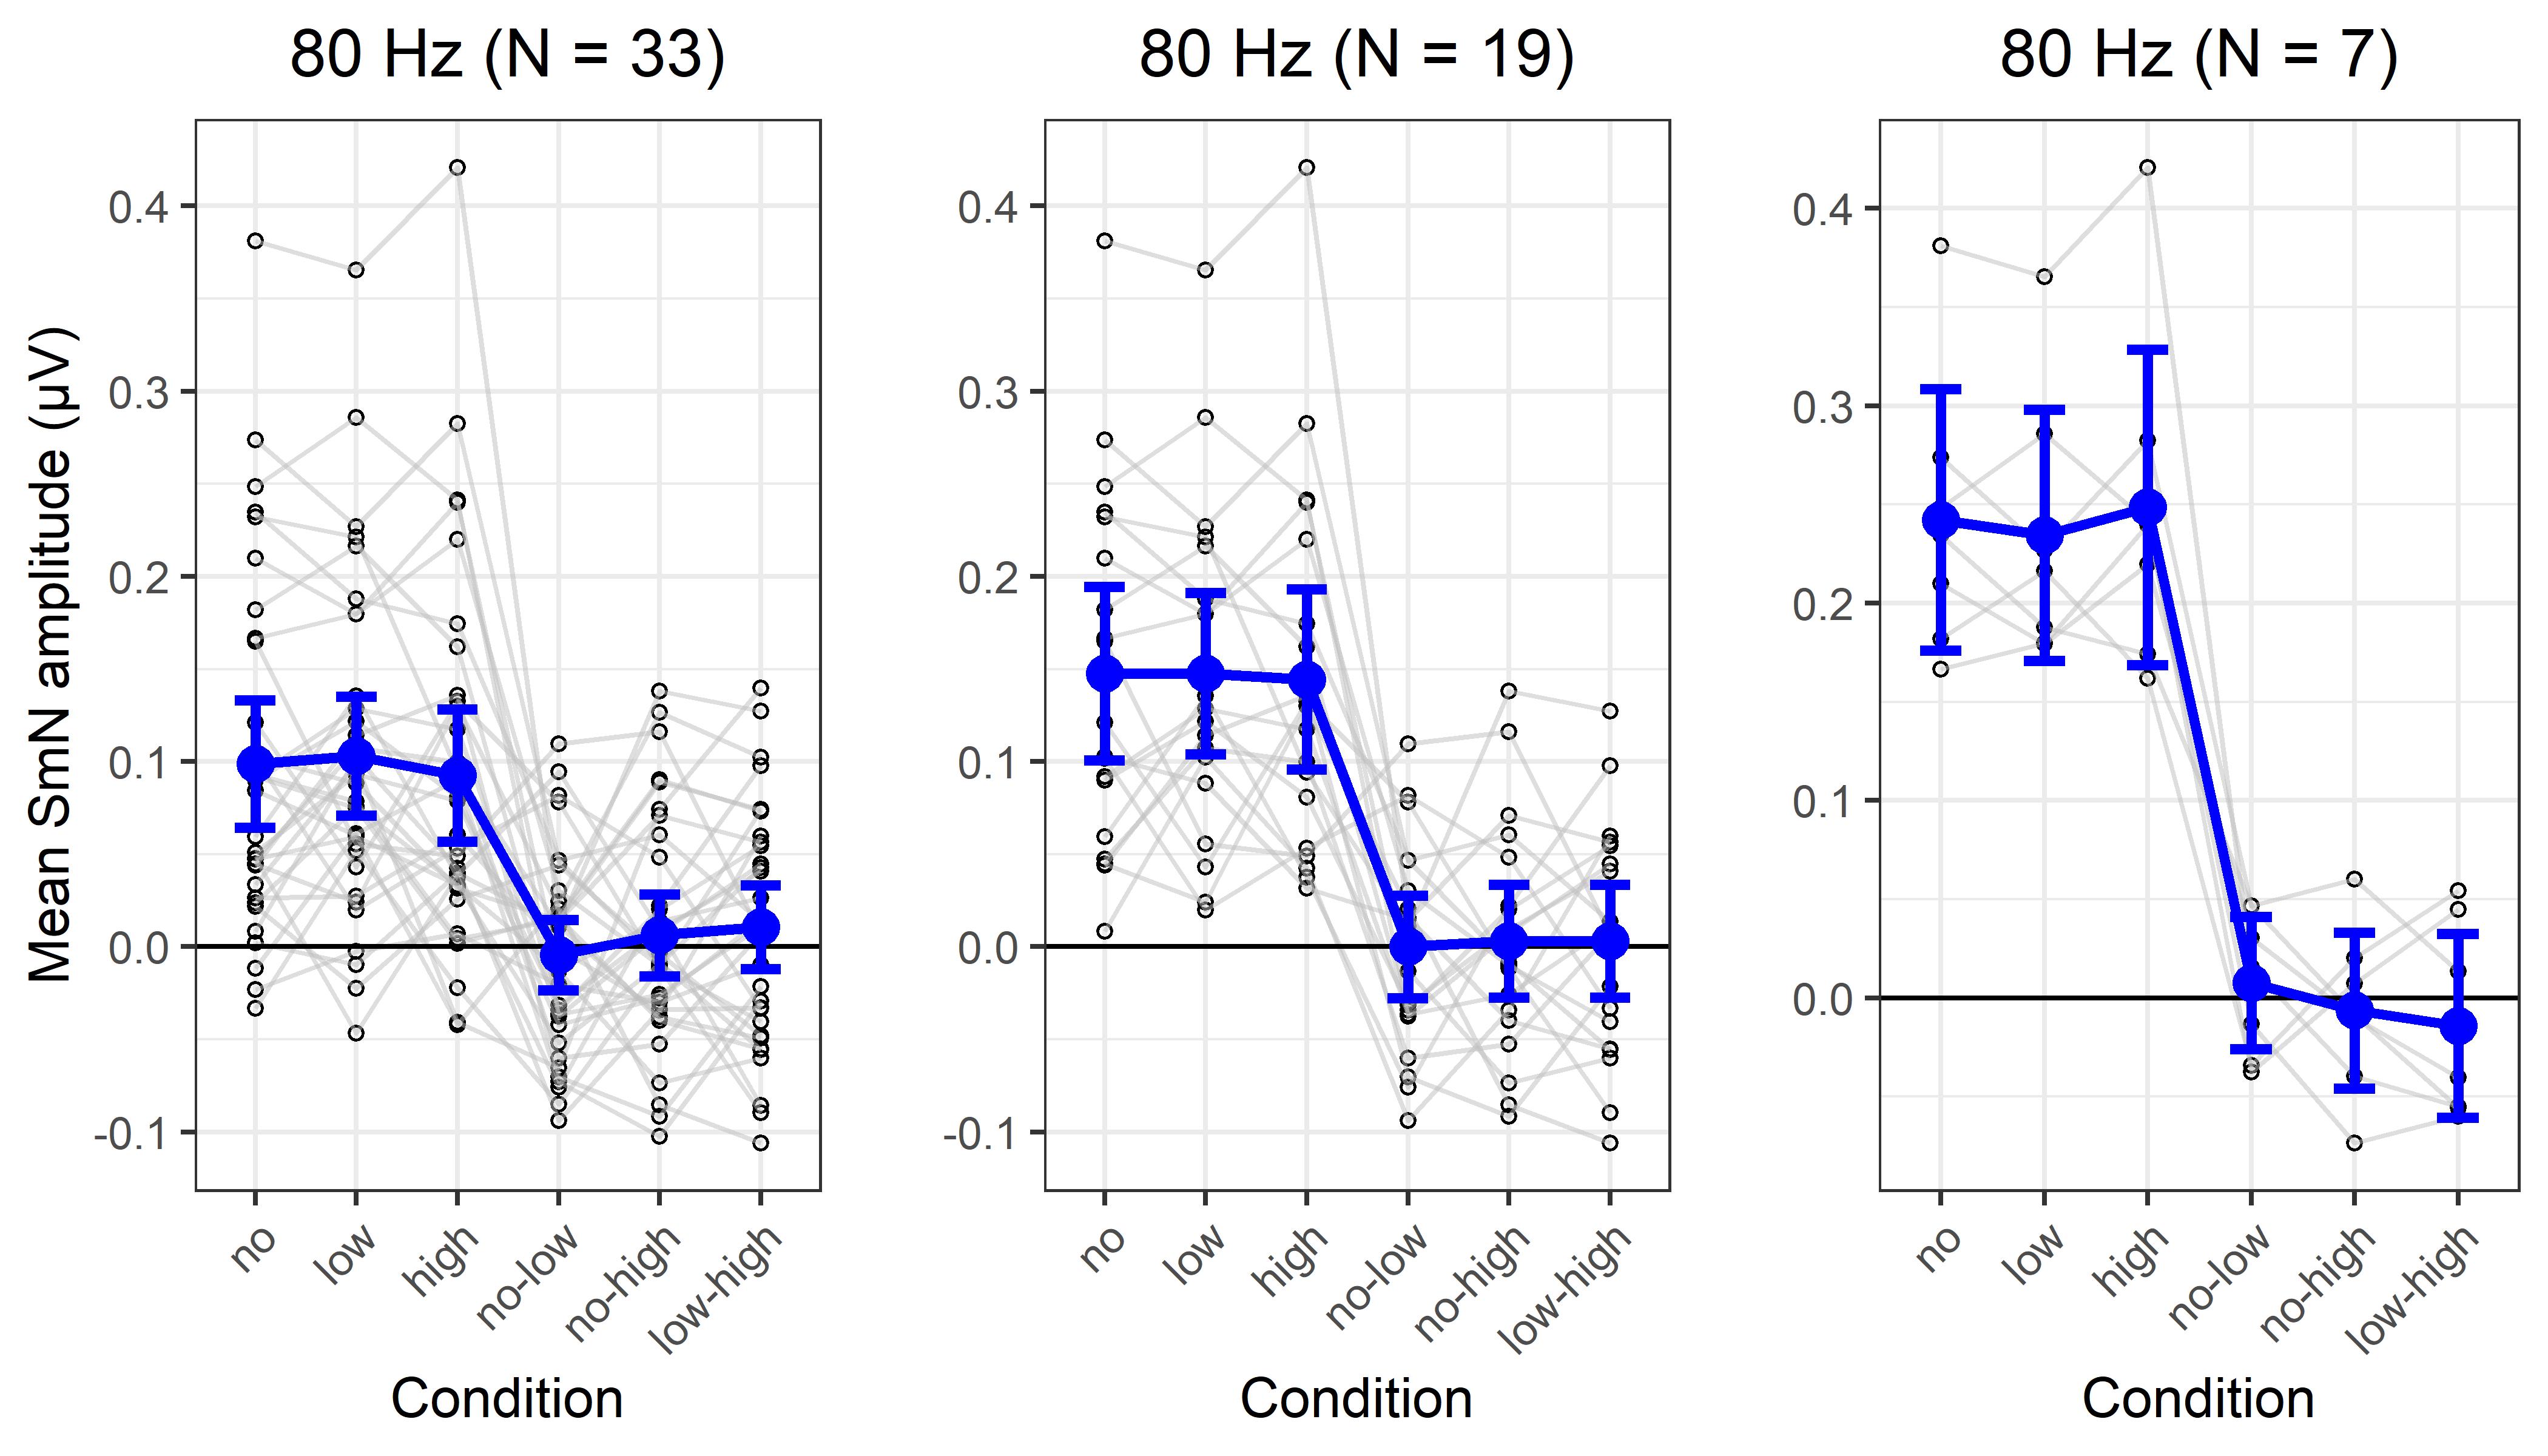 80 Hz (N = 33)
80 Hz (N = 19)
80 Hz (N = 7)
Mean SmN amplitude (µV)
0.4
0.3
0.2
0.1
0.0
-0.1
0.4
0.3
0.2
0.1
0.0
-0.1
0.4
0.3
0.2
0.1
0.0
no
low
high
no-low
no-high
low-high
no
low
high
no-low
no-high
low-high
no
low
high
no-low
no-high
low-high
Condition
Condition
Condition